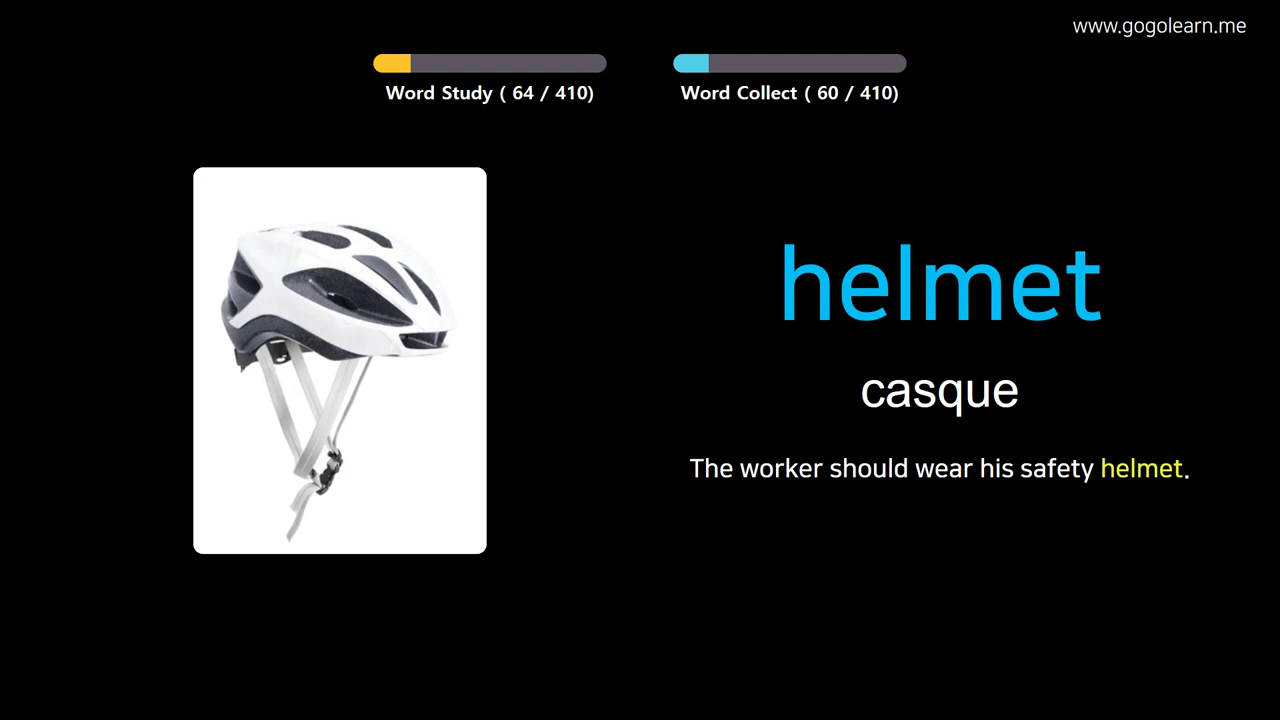 www.gogolearn.me
Word Study ( 64 / 410)
Word Collect ( 60 / 410)
helmet
casque
The worker should wear his safety helmet.